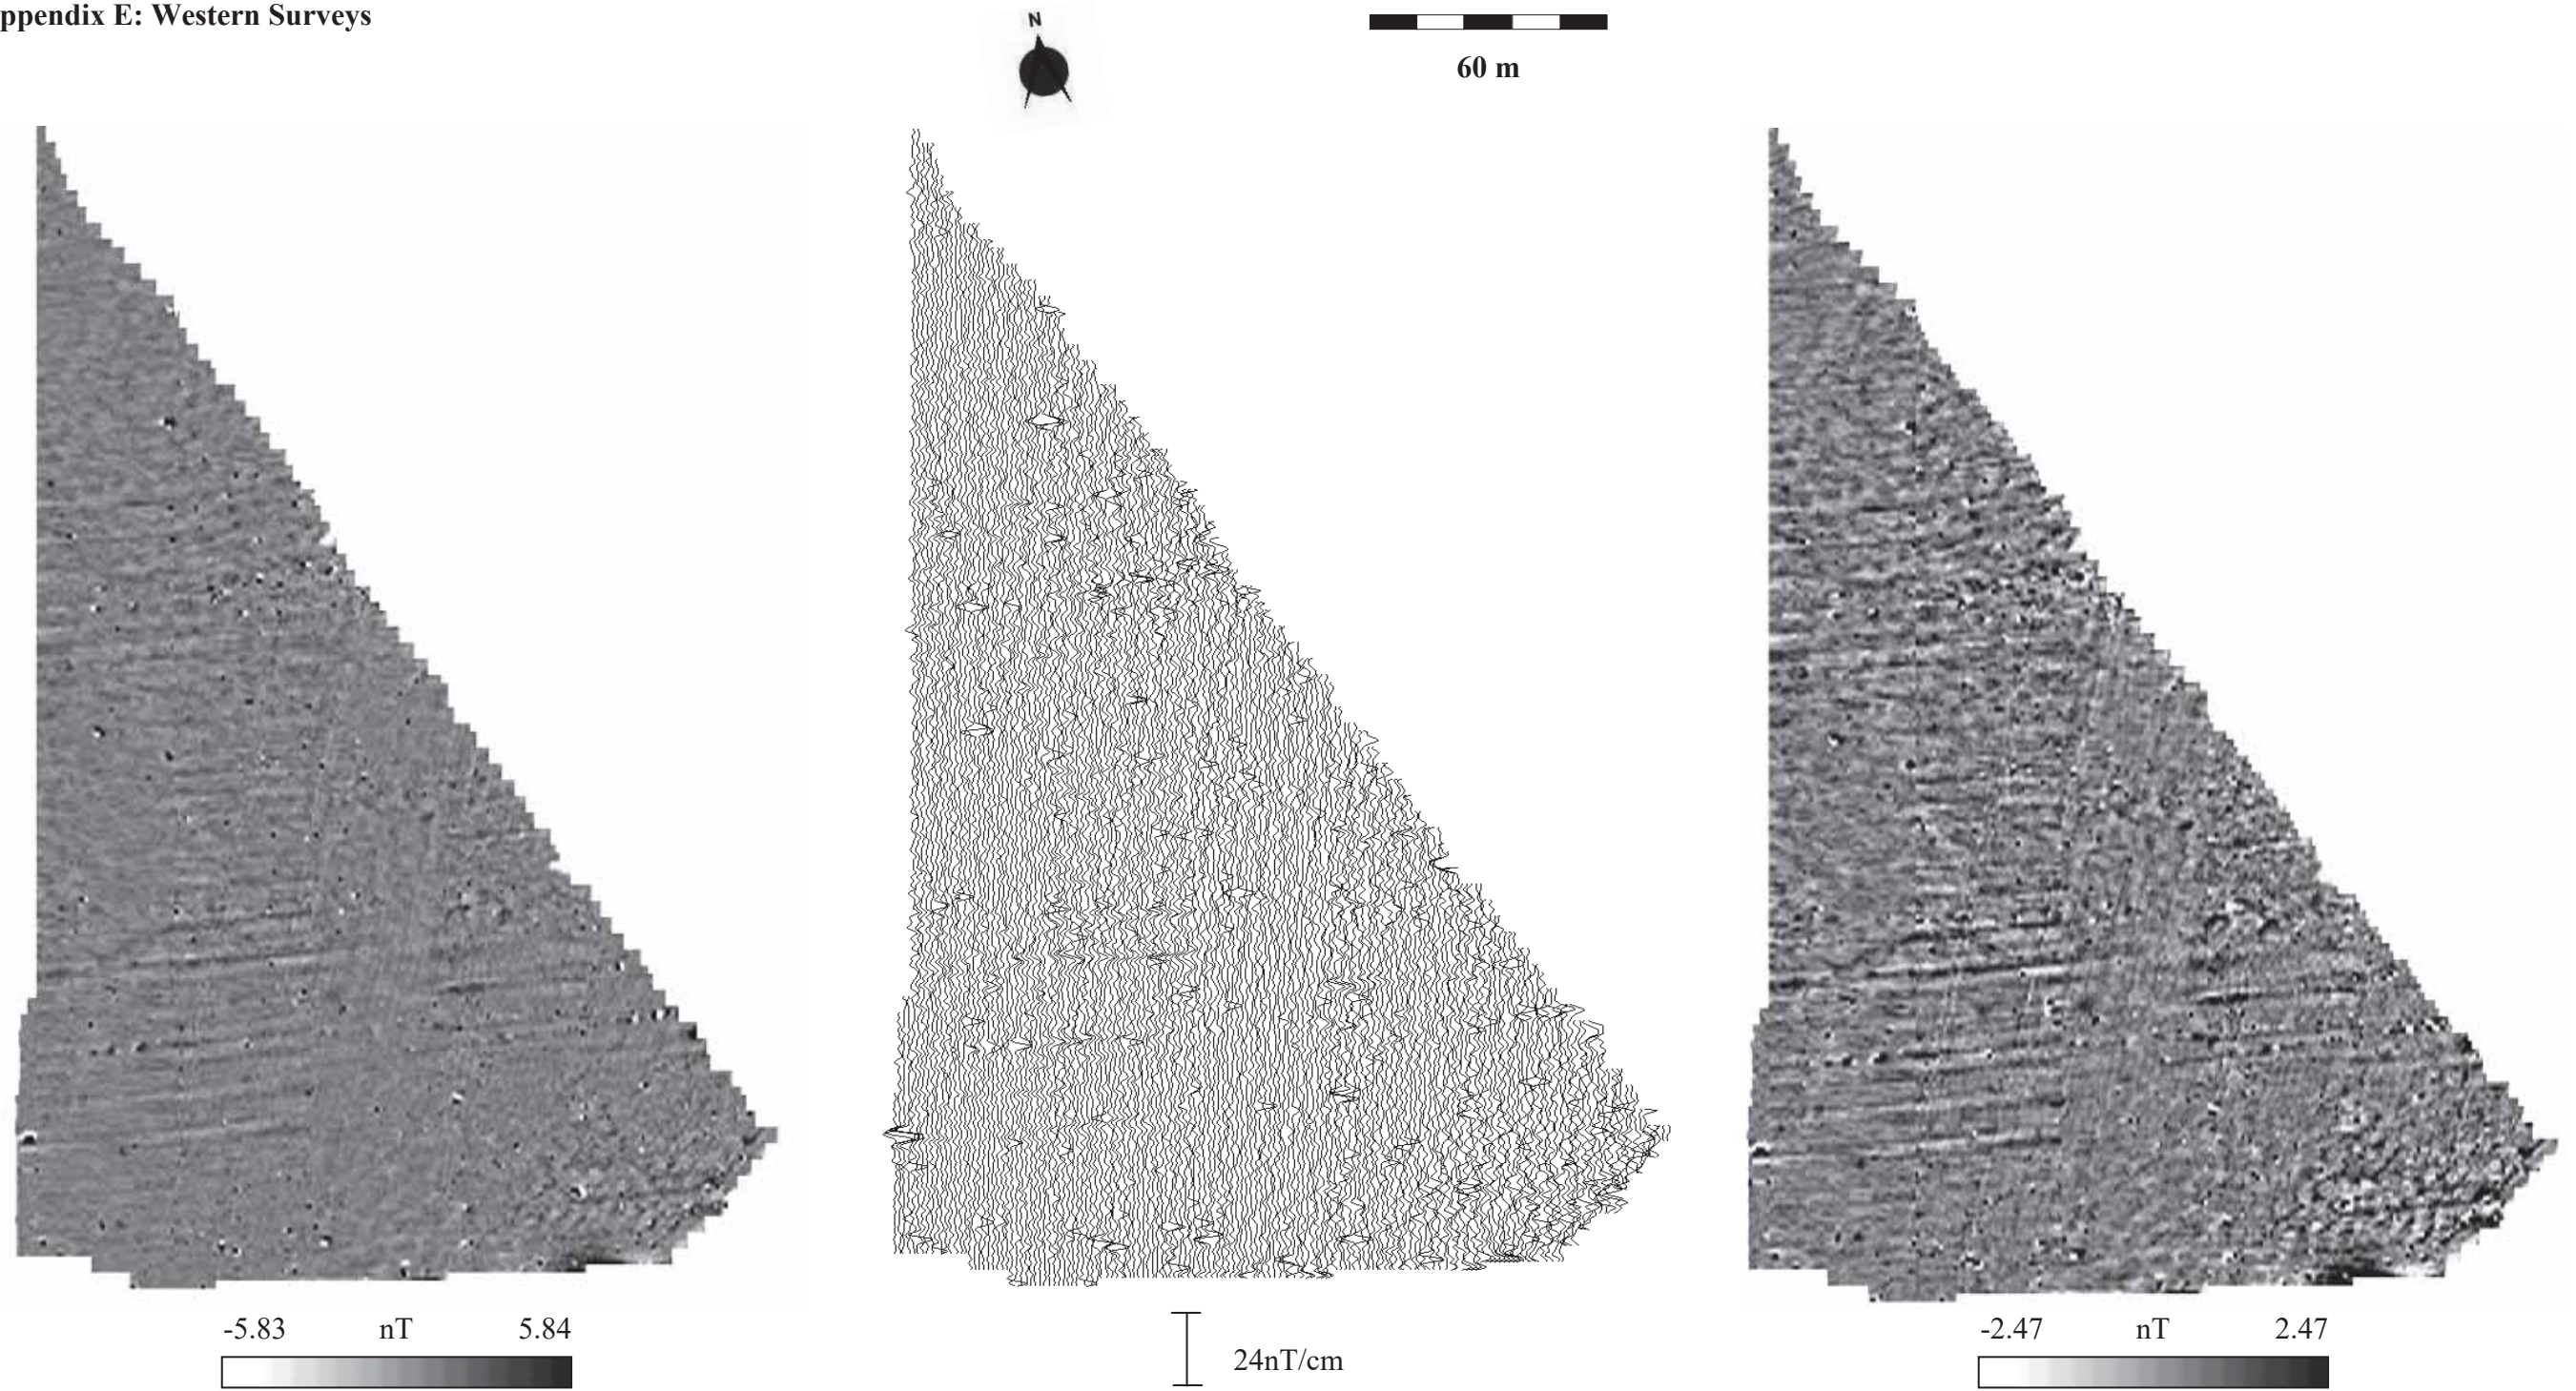 ppendix E: Western Surveys
N
60 m
-5.83 nT 5.84
24nT/cm
-2.47 nT 2.47